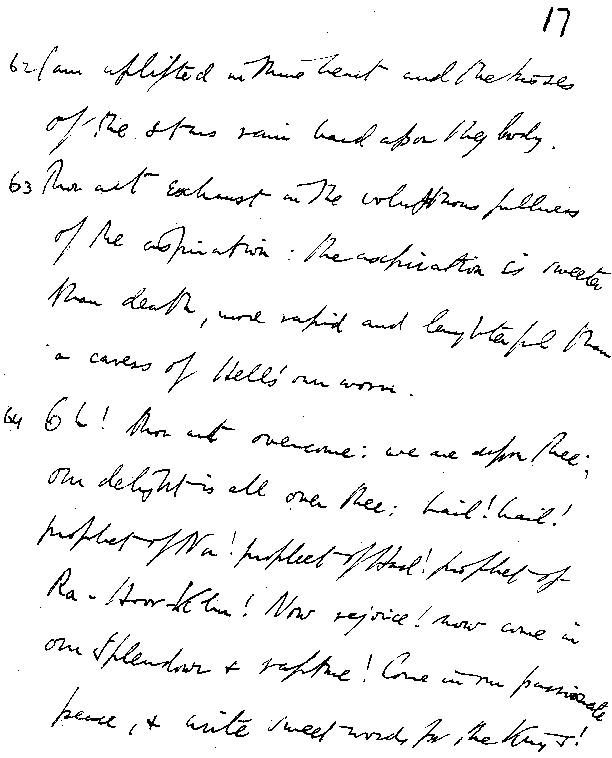 17
62 I am uplifted in thine heart and the kisses
of the stars rain hard upon thy body.
63 Thou art exhaust in the voluptuous fullness
of the inspiration: the expiration is sweeter
than death, more rapid and laughterful than
a caress of Hell's own worm.
64 Oh! thou art overcome: we are upon thee;
our delight is all over thee: hail! hail!
prophet of Nu! prophet of Had! prophet of
Ra-Hoor-Khu! Now rejoice! now come in
our splendour & rapture! Come in our passionate
peace, & write sweet words for the Kings!